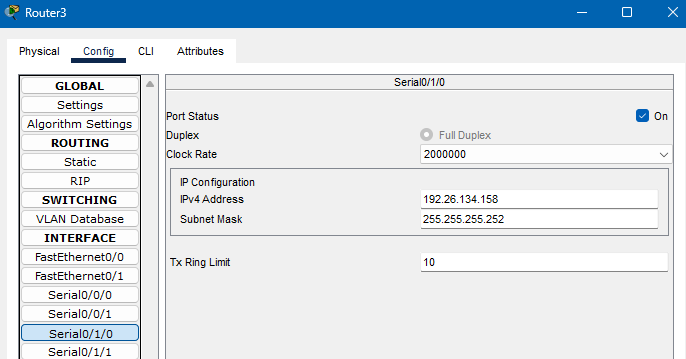 Router3
Physical Config CLI Attributes
GLOBAL
Settings
Algorithm Settings
ROUTING
Static
RIP
SWITCHING
VLAN Database
INTERFACE
FastEthernet0/0
FastEthernet0/1
Serial0/0/0
Serial0/0/1
Serial0/1/0
Serial0/1/1
Serial0/1/0
Port Status On
Duplex Full Duplex
Clock Rate 2000000
IP Configuration
IPv4 Address 192.26.134.158
Subnet Mask 255.255.255.252
Tx Ring Limit 10